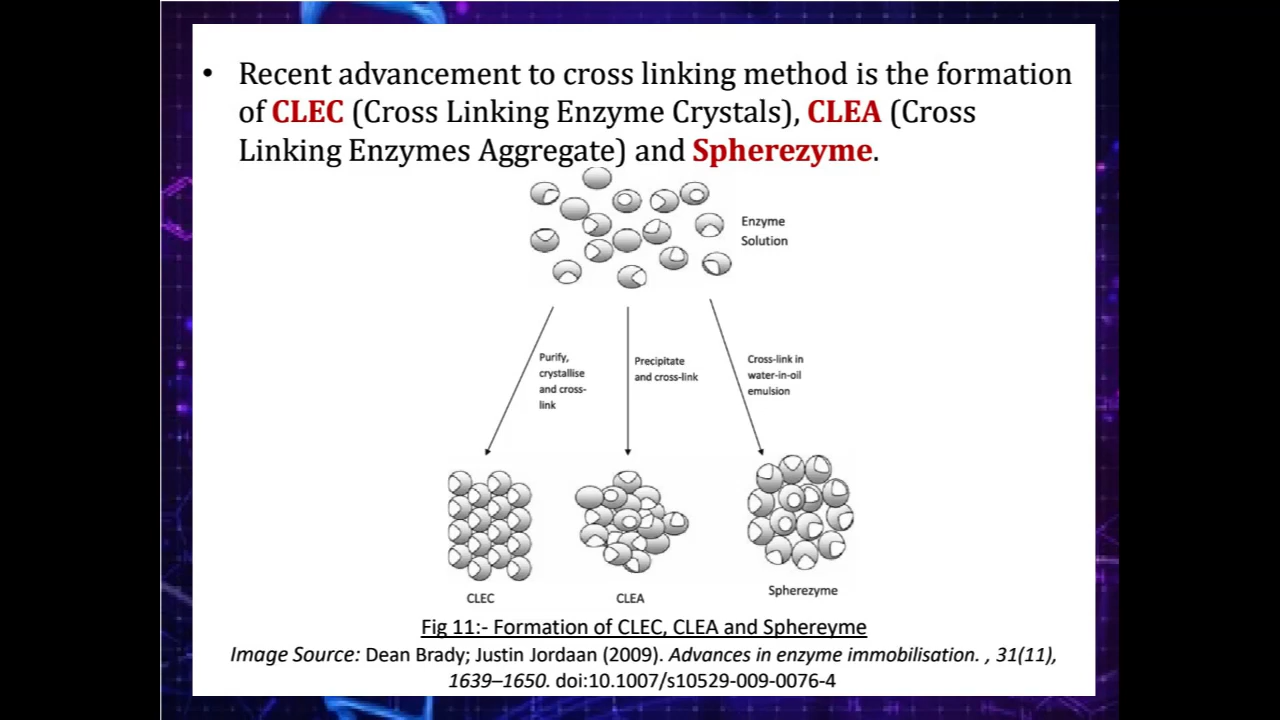 • Recent advancement to cross linking method is the formation
of CLEC (Cross Linking Enzyme Crystals), CLEA (Cross
Linking Enzymes Aggregate) and Spherezyme.
Enzyme
Solution
Purify,
crystallise
and cross-
link
Precipitate
and cross-link
Cross-link in
water-in-oil
emulsion
CLEC
CLEA
Spherezyme
Fig 11:- Formation of CLEC, CLEA and Sphereyme
Image Source: Dean Brady; Justin Jordaan (2009). Advances in enzyme immobilisation. , 31(11),
1639–1650. doi:10.1007/s10529-009-0076-4